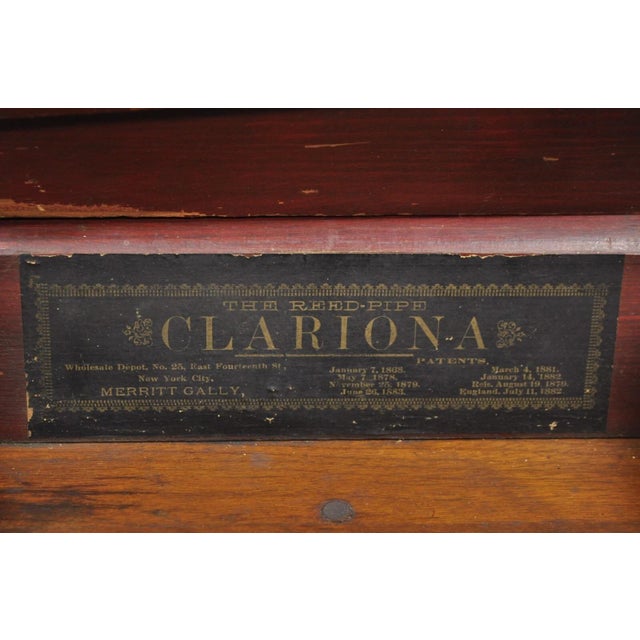 THE REED-PIPE
CLARIONA
PATENTS.
Wholesale Depot, No. 25, East Fourteenth St.,
New York City,
MERRITT GALLY,
January 7, 1868.
May 7, 1878.
November 25, 1879.
June 26, 1883.
March 4, 1881.
January 14, 1882
Reis. August 19, 1879.
England, July 11, 1882